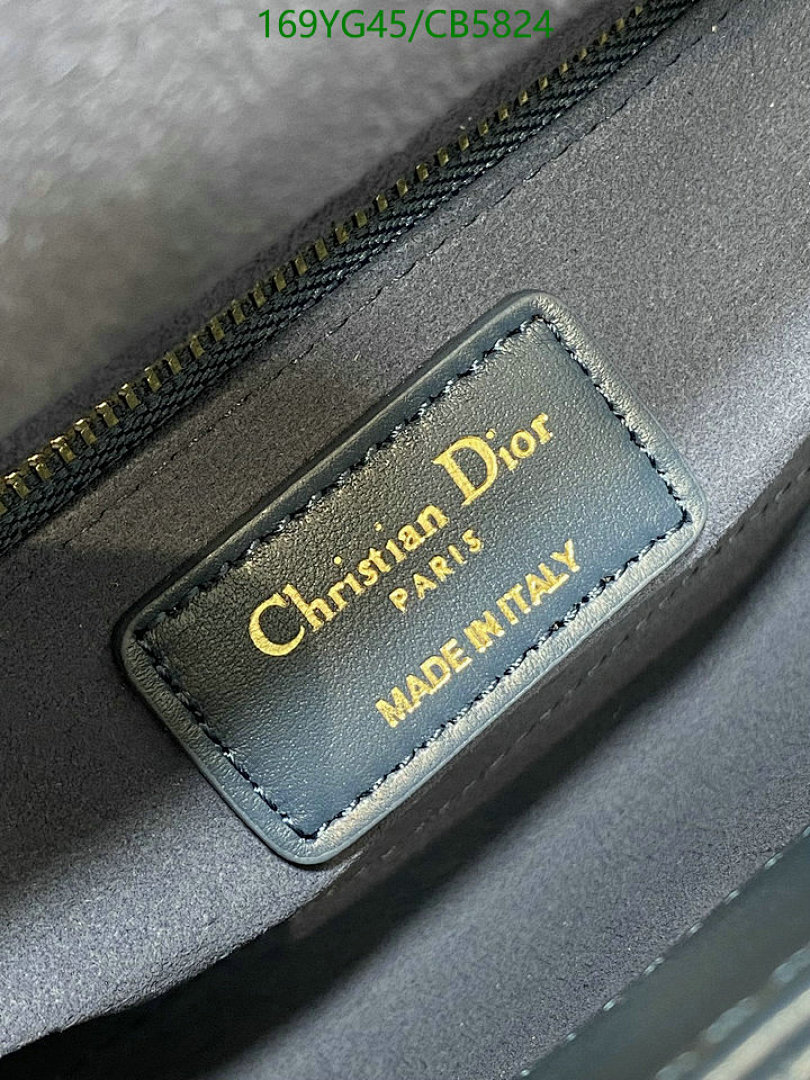 169YG45/CB5824
Christian Dior
PARIS
MADE IN ITALY